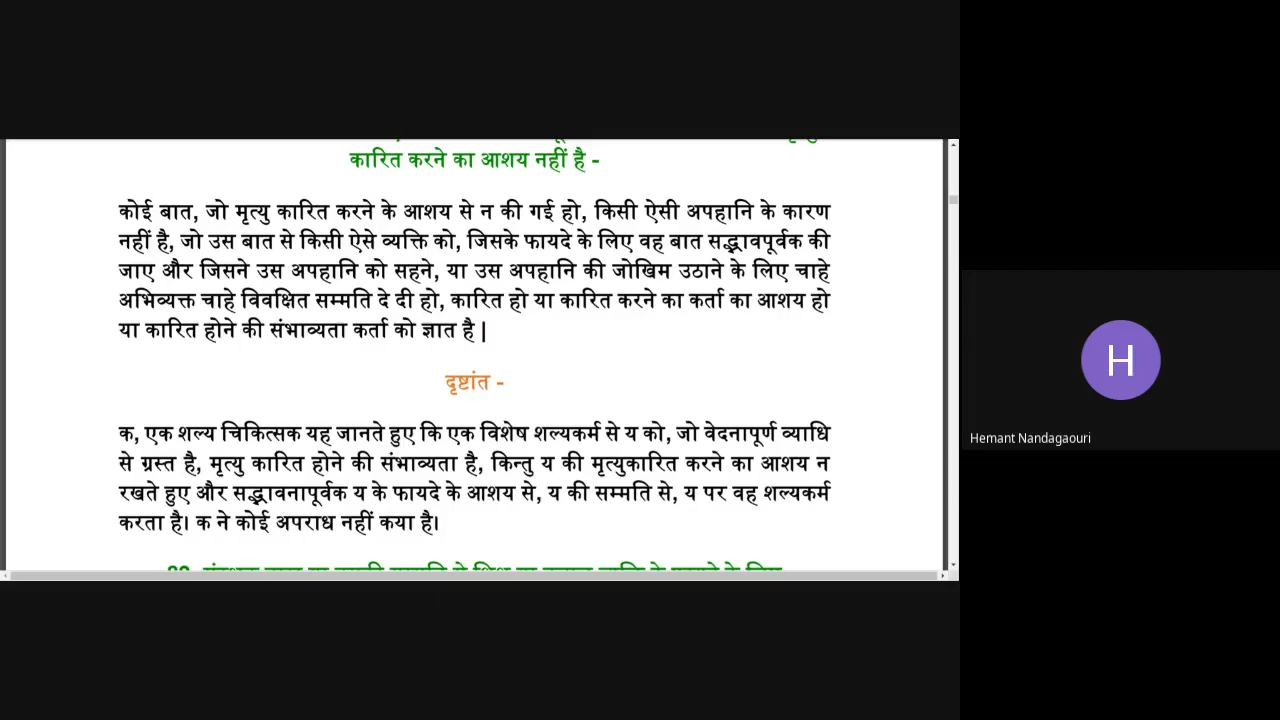 कारित करने का आशय नहीं है -
कोई बात, जो मृत्यु कारित करने के आशय से न की गई हो, किसी ऐसी अपहानि के कारण
नहीं है, जो उस बात से किसी ऐसे व्यक्ति को, जिसके फायदे के लिए वह बात सद्भावपूर्वक की
जाए और जिसने उस अपहानि को सहने, या उस अपहानि की जोखिम उठाने के लिए चाहे
अभिव्यक्त चाहे विवक्षित सम्मति दे दी हो, कारित हो या कारित करने का कर्ता का आशय हो
या कारित होने की संभाव्यता कर्ता को ज्ञात है |
दृष्टांत -
क, एक शल्य चिकित्सक यह जानते हुए कि एक विशेष शल्यकर्म से य को, जो वेदनापूर्ण व्याधि
से ग्रस्त है, मृत्यु कारित होने की संभाव्यता है, किन्तु य की मृत्युकारित करने का आशय न
रखते हुए और सद्भावनापूर्वक य के फायदे के आशय से, य की सम्मति से, य पर वह शल्यकर्म
करता है। क ने कोई अपराध नहीं कया है।
H
Hemant Nandagaouri